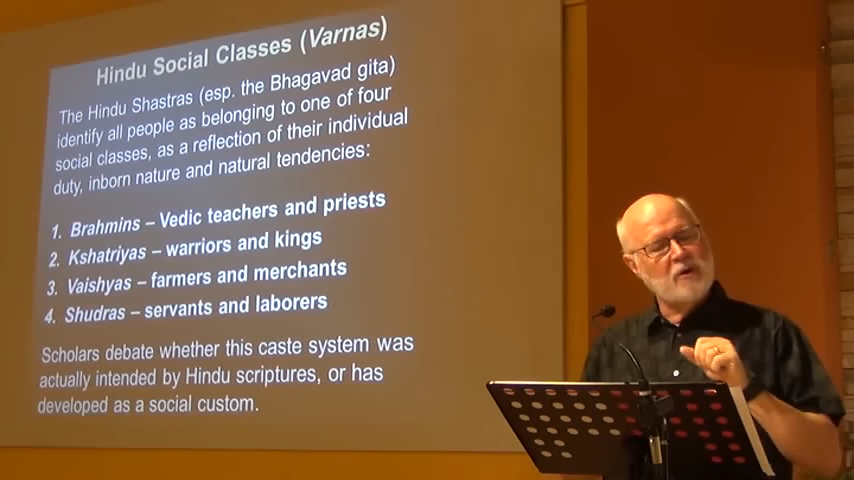 Hindu Social Classes (Varnas)
The Hindu Shastras (esp. the Bhagavad gita)
identify all people as belonging to one of four
social classes, as a reflection of their individual
duty, inborn nature and natural tendencies:
1. Brahmins – Vedic teachers and priests
2. Kshatriyas – warriors and kings
3. Vaishyas – farmers and merchants
4. Shudras – servants and laborers
Scholars debate whether this caste system was
actually intended by Hindu scriptures, or has
developed as a social custom.